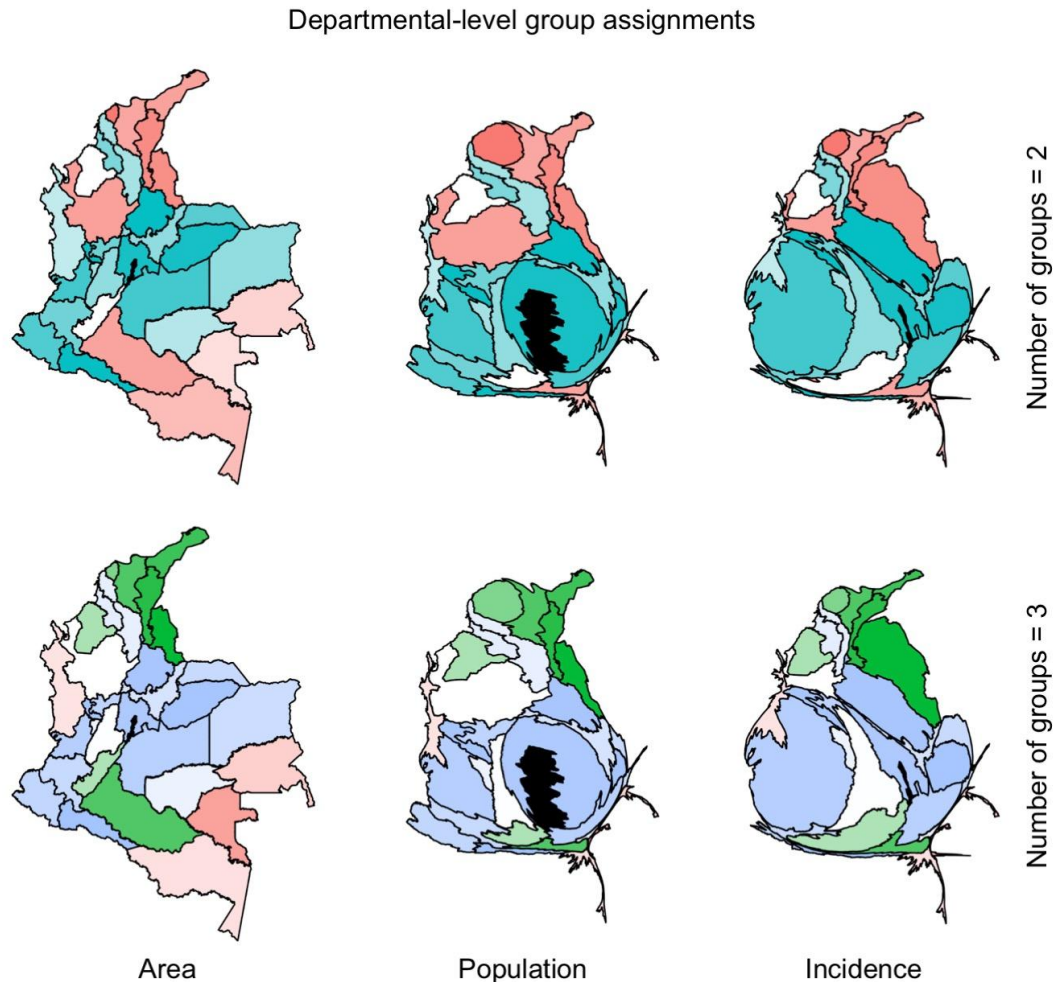 Departmental-level group assignments
Number of groups = 2
Number of groups = 3
Area
Population
Incidence